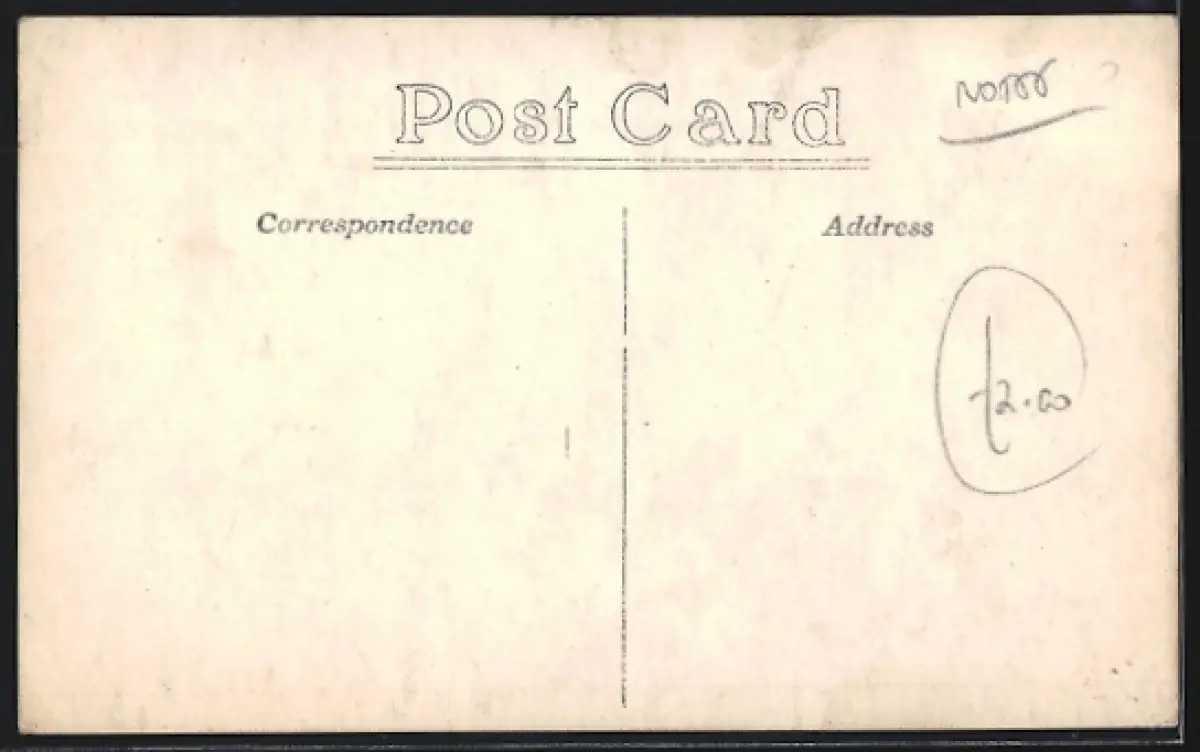 Post Card
Correspondence
Address
£2.00